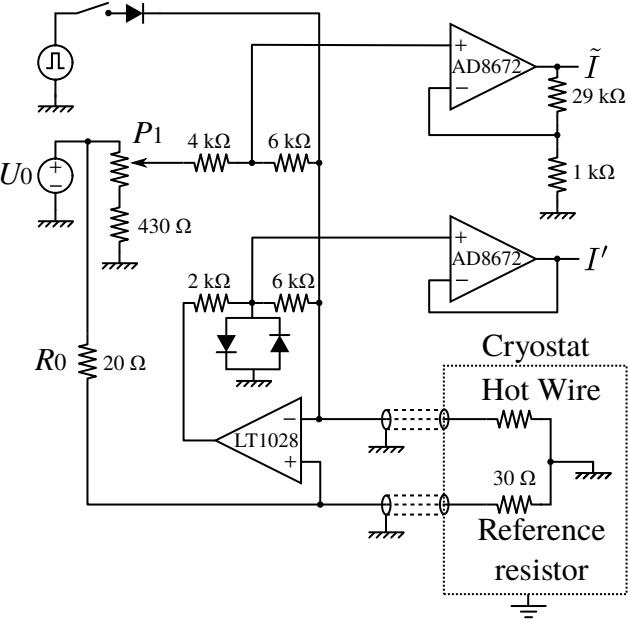 +
AD8672
−
Ĩ
29 kΩ
1 kΩ
P1
4 kΩ
6 kΩ
U0
+
−
430 Ω
+
AD8672
−
I′
2 kΩ
6 kΩ
R0
20 Ω
−
LT1028
+
Cryostat
Hot Wire
30 Ω
Reference
resistor